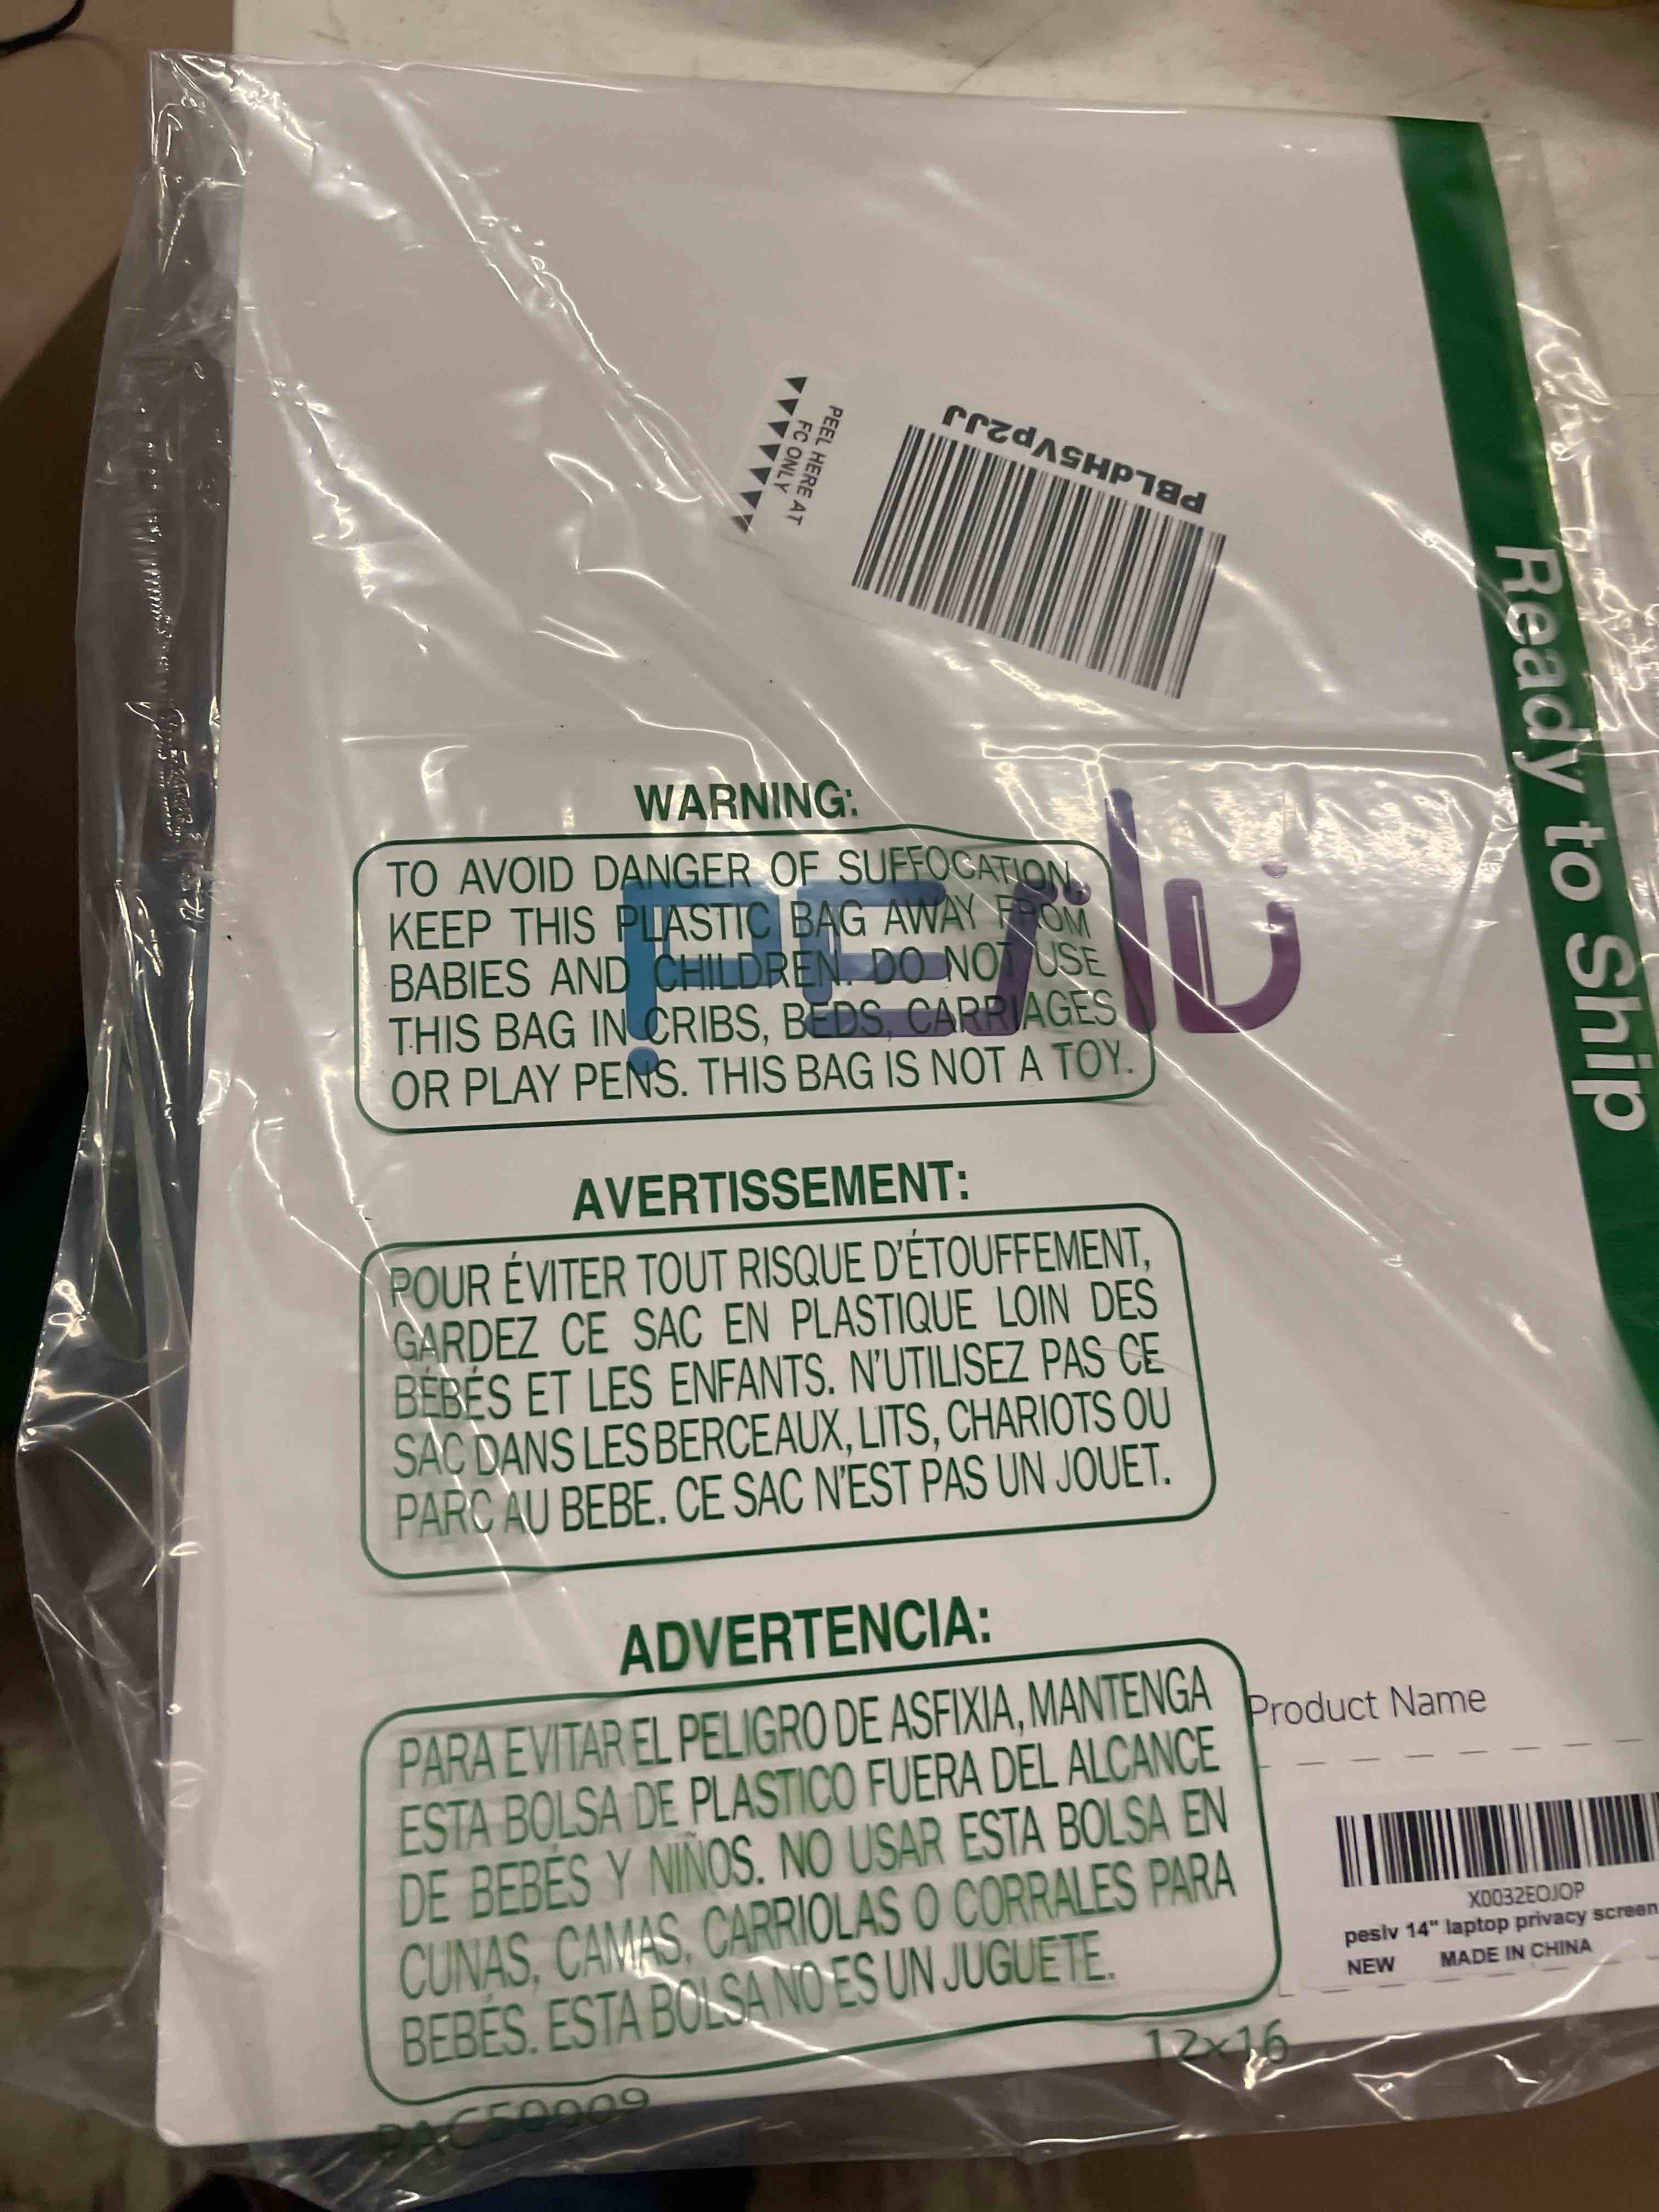 PEEL HERE AT
FC ONLY
PBLdH5Vp2JJ
Ready to Ship
WARNING:
TO AVOID DANGER OF SUFFOCATION,
KEEP THIS PLASTIC BAG AWAY FROM
BABIES AND CHILDREN. DO NOT USE
THIS BAG IN CRIBS, BEDS, CARRIAGES
OR PLAY PENS. THIS BAG IS NOT A TOY.
peslv
AVERTISSEMENT:
POUR ÉVITER TOUT RISQUE D'ÉTOUFFEMENT,
GARDEZ CE SAC EN PLASTIQUE LOIN DES
BÉBÉS ET LES ENFANTS. N'UTILISEZ PAS CE
SAC DANS LES BERCEAUX, LITS, CHARIOTS OU
PARC AU BEBE. CE SAC N'EST PAS UN JOUET.
ADVERTENCIA:
PARA EVITAR EL PELIGRO DE ASFIXIA, MANTENGA
ESTA BOLSA DE PLASTICO FUERA DEL ALCANCE
DE BEBÉS Y NIÑOS. NO USAR ESTA BOLSA EN
CUNAS, CAMAS, CARRIOLAS O CORRALES PARA
BEBÉS. ESTA BOLSA NO ES UN JUGUETE.
Product Name
X0032EOJOP
peslv 14" laptop privacy screen
NEW MADE IN CHINA
12x16
PAC50009